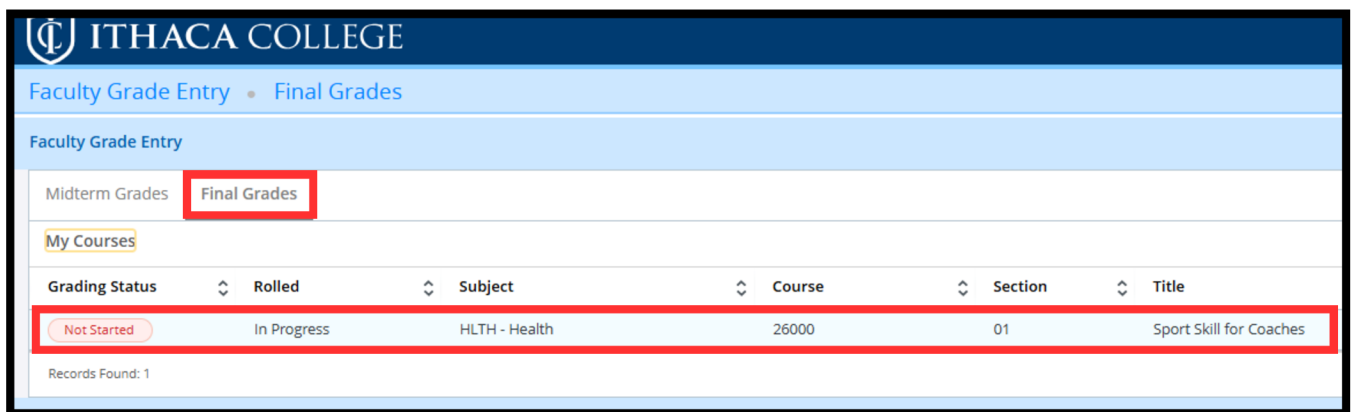 ITHACA COLLEGE
Faculty Grade Entry • Final Grades
Faculty Grade Entry
Midterm Grades Final Grades
My Courses
Grading Status Rolled Subject Course Section Title
Not Started In Progress HLTH - Health 26000 01 Sport Skill for Coaches
Records Found: 1